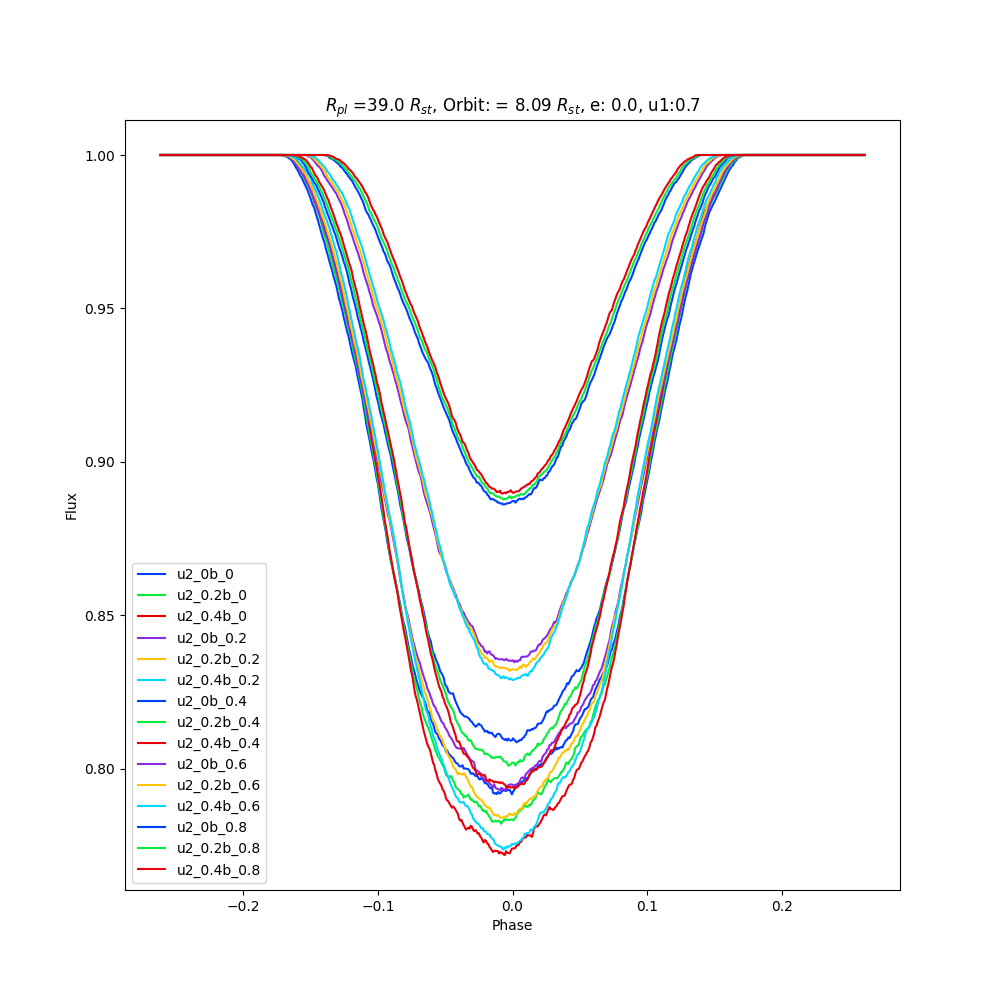 R_pl =39.0 R_st, Orbit: = 8.09 R_st, e: 0.0, u1:0.7
1.00
0.95
0.90
0.85
0.80
Flux
u2_0b_0
u2_0.2b_0
u2_0.4b_0
u2_0b_0.2
u2_0.2b_0.2
u2_0.4b_0.2
u2_0b_0.4
u2_0.2b_0.4
u2_0.4b_0.4
u2_0b_0.6
u2_0.2b_0.6
u2_0.4b_0.6
u2_0b_0.8
u2_0.2b_0.8
u2_0.4b_0.8
−0.2 −0.1 0.0 0.1 0.2
Phase